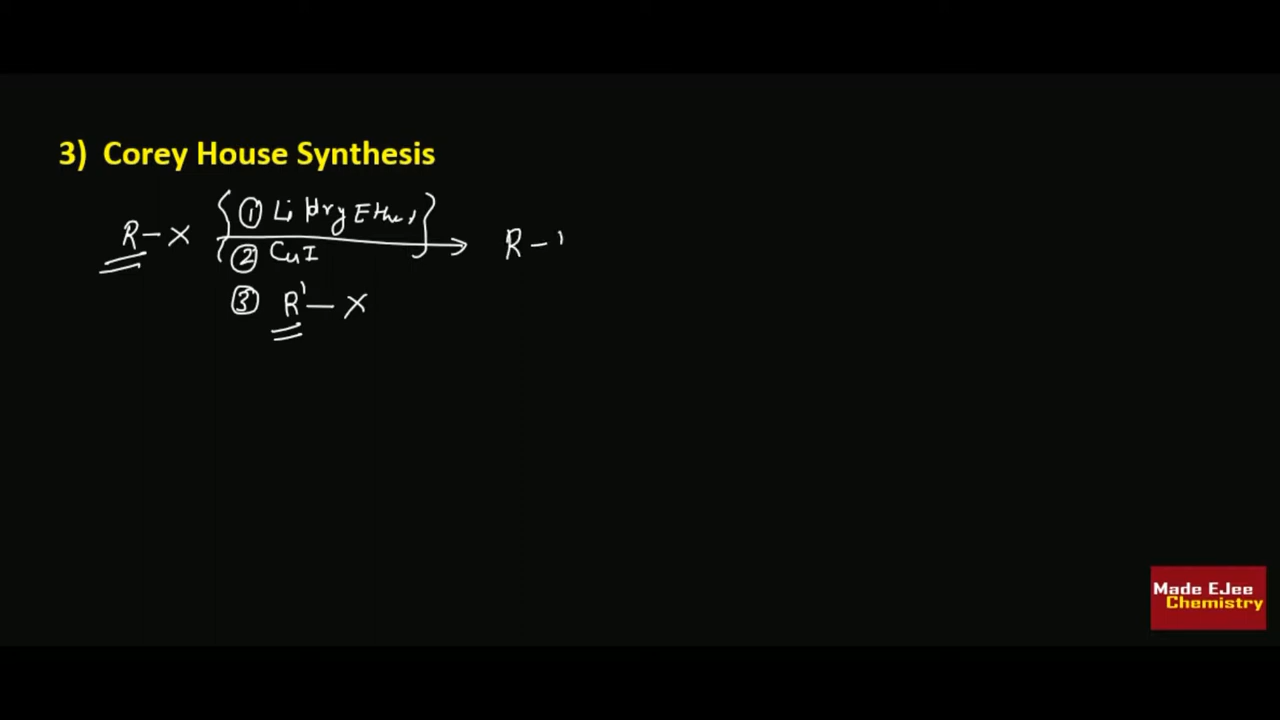 3) Corey House Synthesis
① Li / dry Ether
R — X → R —
② CuI
③ R' — X
Made EJee
Chemistry